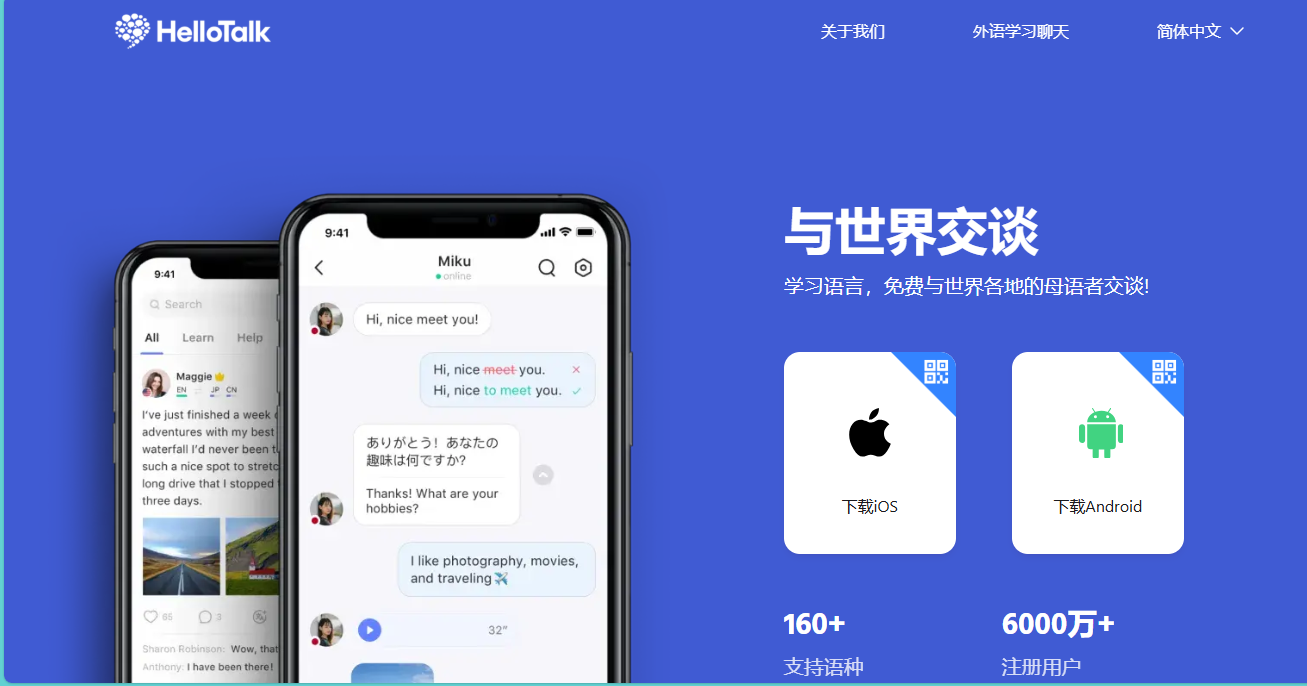 HelloTalk
关于我们
外语学习聊天
简体中文
9:41
Search
All Learn Help
Maggie
EN JP CN
I've just finished a week
adventures with my best
waterfall I'd never been
such a nice spot to stretc
long drive that I stopped
three days.
65 3
Sharon Robinson: Wow, that
Anthony: I have been there!
9:41
Miku
online
Hi, nice meet you!
Hi, nice meet you.
Hi, nice to meet you.
ありがとう！あなたの
趣味は何ですか?
Thanks! What are your
hobbies?
I like photography, movies,
and traveling✈️
32"
与世界交谈
学习语言，免费与世界各地的母语者交谈!
下载iOS
下载Android
160+
支持语种
6000万+
注册用户